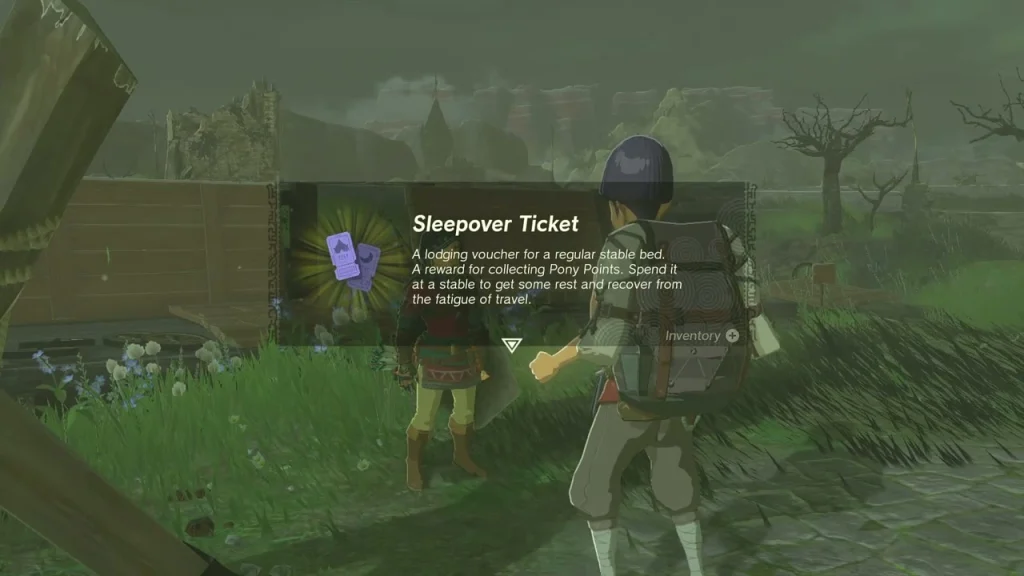 Sleepover Ticket
A lodging voucher for a regular stable bed.
A reward for collecting Pony Points. Spend it
at a stable to get some rest and recover from
the fatigue of travel.
Inventory